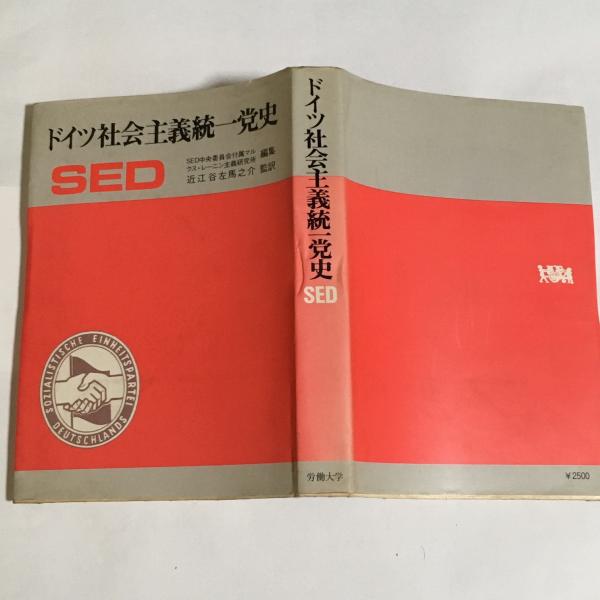 ドイツ社会主義統一党史
SED
SED中央委員会付属マル
クス・レーニン主義研究所 編集
近江谷左馬之介 監訳
SOZIALISTISCHE EINHEITSPARTEI
DEUTSCHLANDS
ドイツ社会主義統一党史
SED
労働大学
¥2500